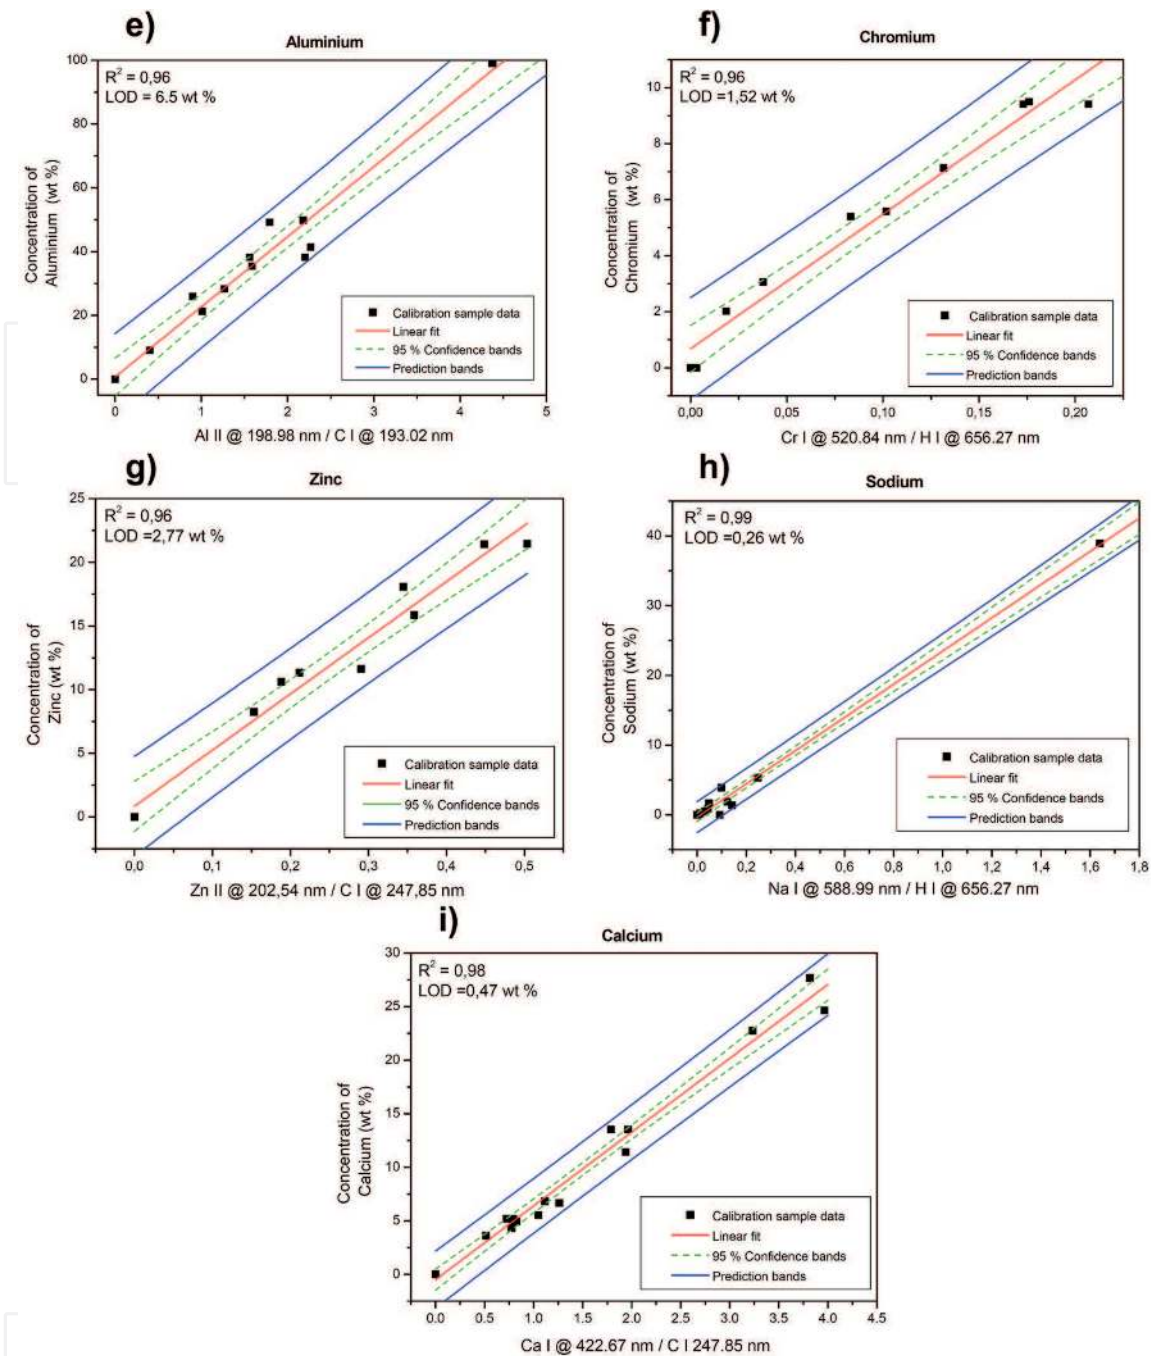 e)
Aluminium
R² = 0,96
LOD = 6.5 wt %
100
80
60
40
20
0
Concentration of
Aluminium (wt %)
Calibration sample data
Linear fit
95 % Confidence bands
Prediction bands
0 1 2 3 4 5
Al II @ 198.98 nm / C I @ 193.02 nm
f)
Chromium
R² = 0,96
LOD =1,52 wt %
10
8
6
4
2
0
Concentration of
Chromium (wt %)
Calibration sample data
Linear fit
95 % Confidence bands
Prediction bands
0,00 0,05 0,10 0,15 0,20
Cr I @ 520.84 nm / H I @ 656.27 nm
g)
Zinc
R² = 0,96
LOD =2,77 wt %
25
20
15
10
5
0
Concentration of
Zinc (wt %)
Calibration sample data
Linear fit
95 % Confidence bands
Prediction bands
0,0 0,1 0,2 0,3 0,4 0,5
Zn II @ 202,54 nm / C I @ 247,85 nm
h)
Sodium
R² = 0,99
LOD =0,26 wt %
40
30
20
10
0
Concentration of
Sodium (wt %)
Calibration sample data
Linear fit
95 % Confidence bands
Prediction bands
0,0 0,2 0,4 0,6 0,8 1,0 1,2 1,4 1,6 1,8
Na I @ 588.99 nm / H I @ 656.27 nm
i)
Calcium
R² = 0,98
LOD =0,47 wt %
30
25
20
15
10
5
0
Concentration of
Calcium (wt %)
Calibration sample data
Linear fit
95 % Confidence bands
Prediction bands
0.0 0.5 1.0 1.5 2.0 2.5 3.0 3.5 4.0 4.5
Ca I @ 422.67 nm / C I 247.85 nm